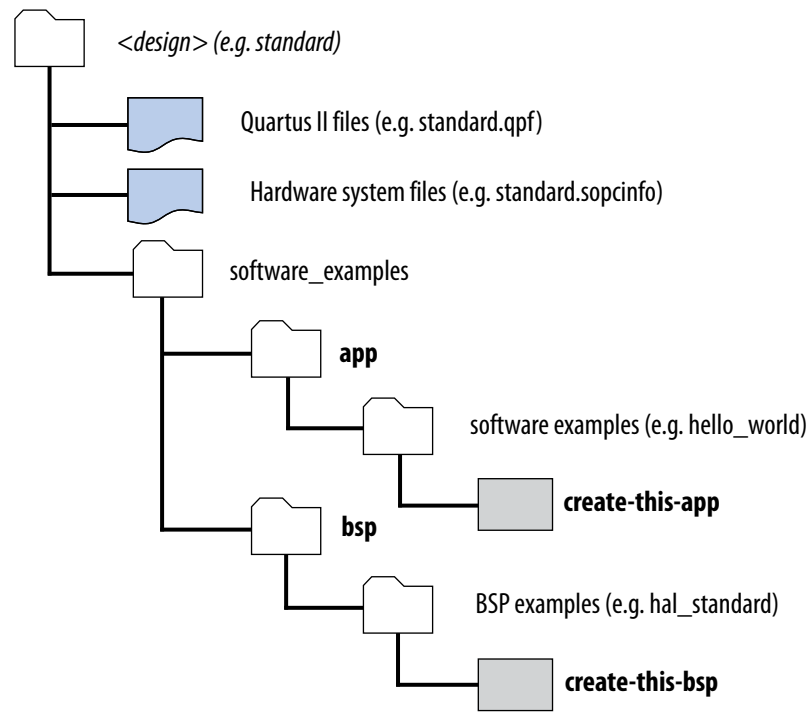 <design> (e.g. standard)
Quartus II files (e.g. standard.qpf)
Hardware system files (e.g. standard.sopcinfo)
software_examples
app
software examples (e.g. hello_world)
create-this-app
bsp
BSP examples (e.g. hal_standard)
create-this-bsp